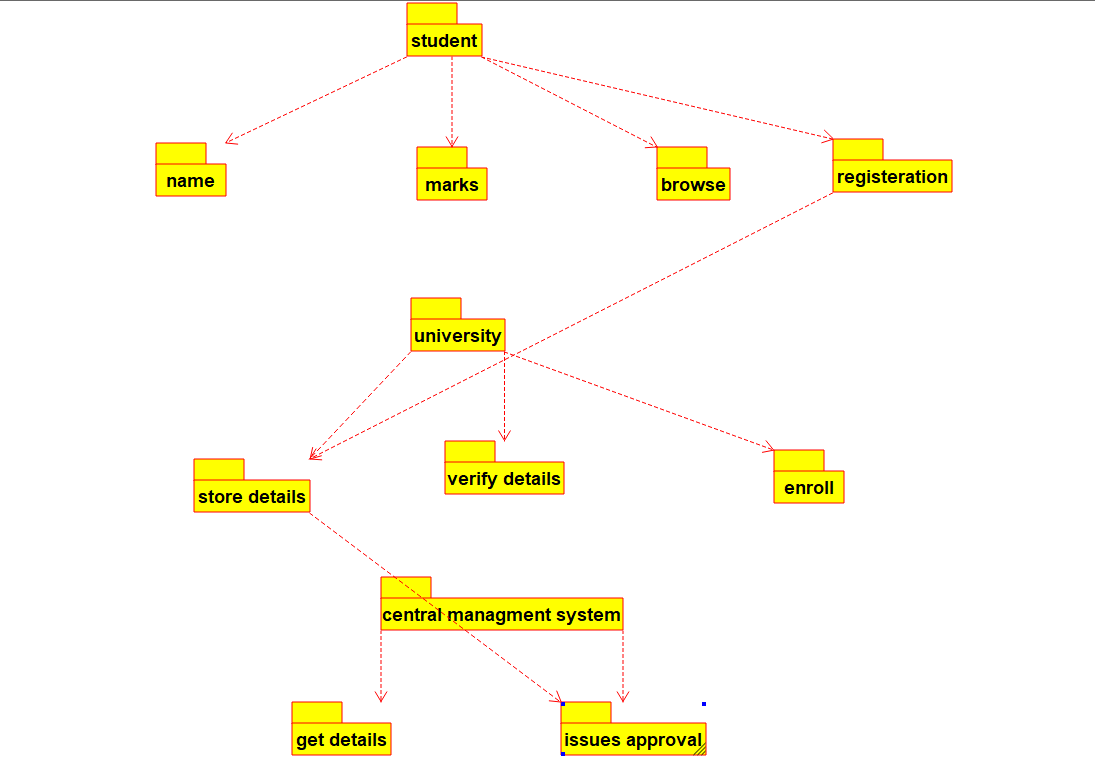 student
name
marks
browse
registeration
university
store details
verify details
enroll
central managment system
get details
issues approval